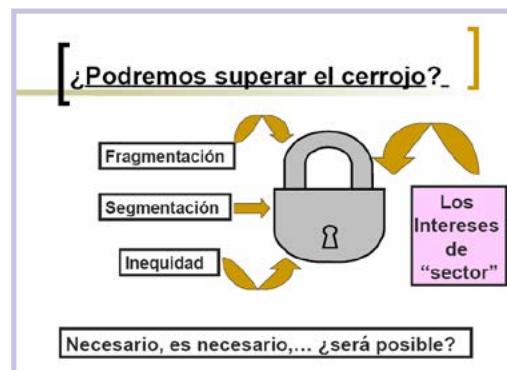 ¿Podremos superar el cerrojo?
Fragmentación
Segmentación
Inequidad
Los
Intereses
de
“sector”
Necesario, es necesario,... ¿será posible?